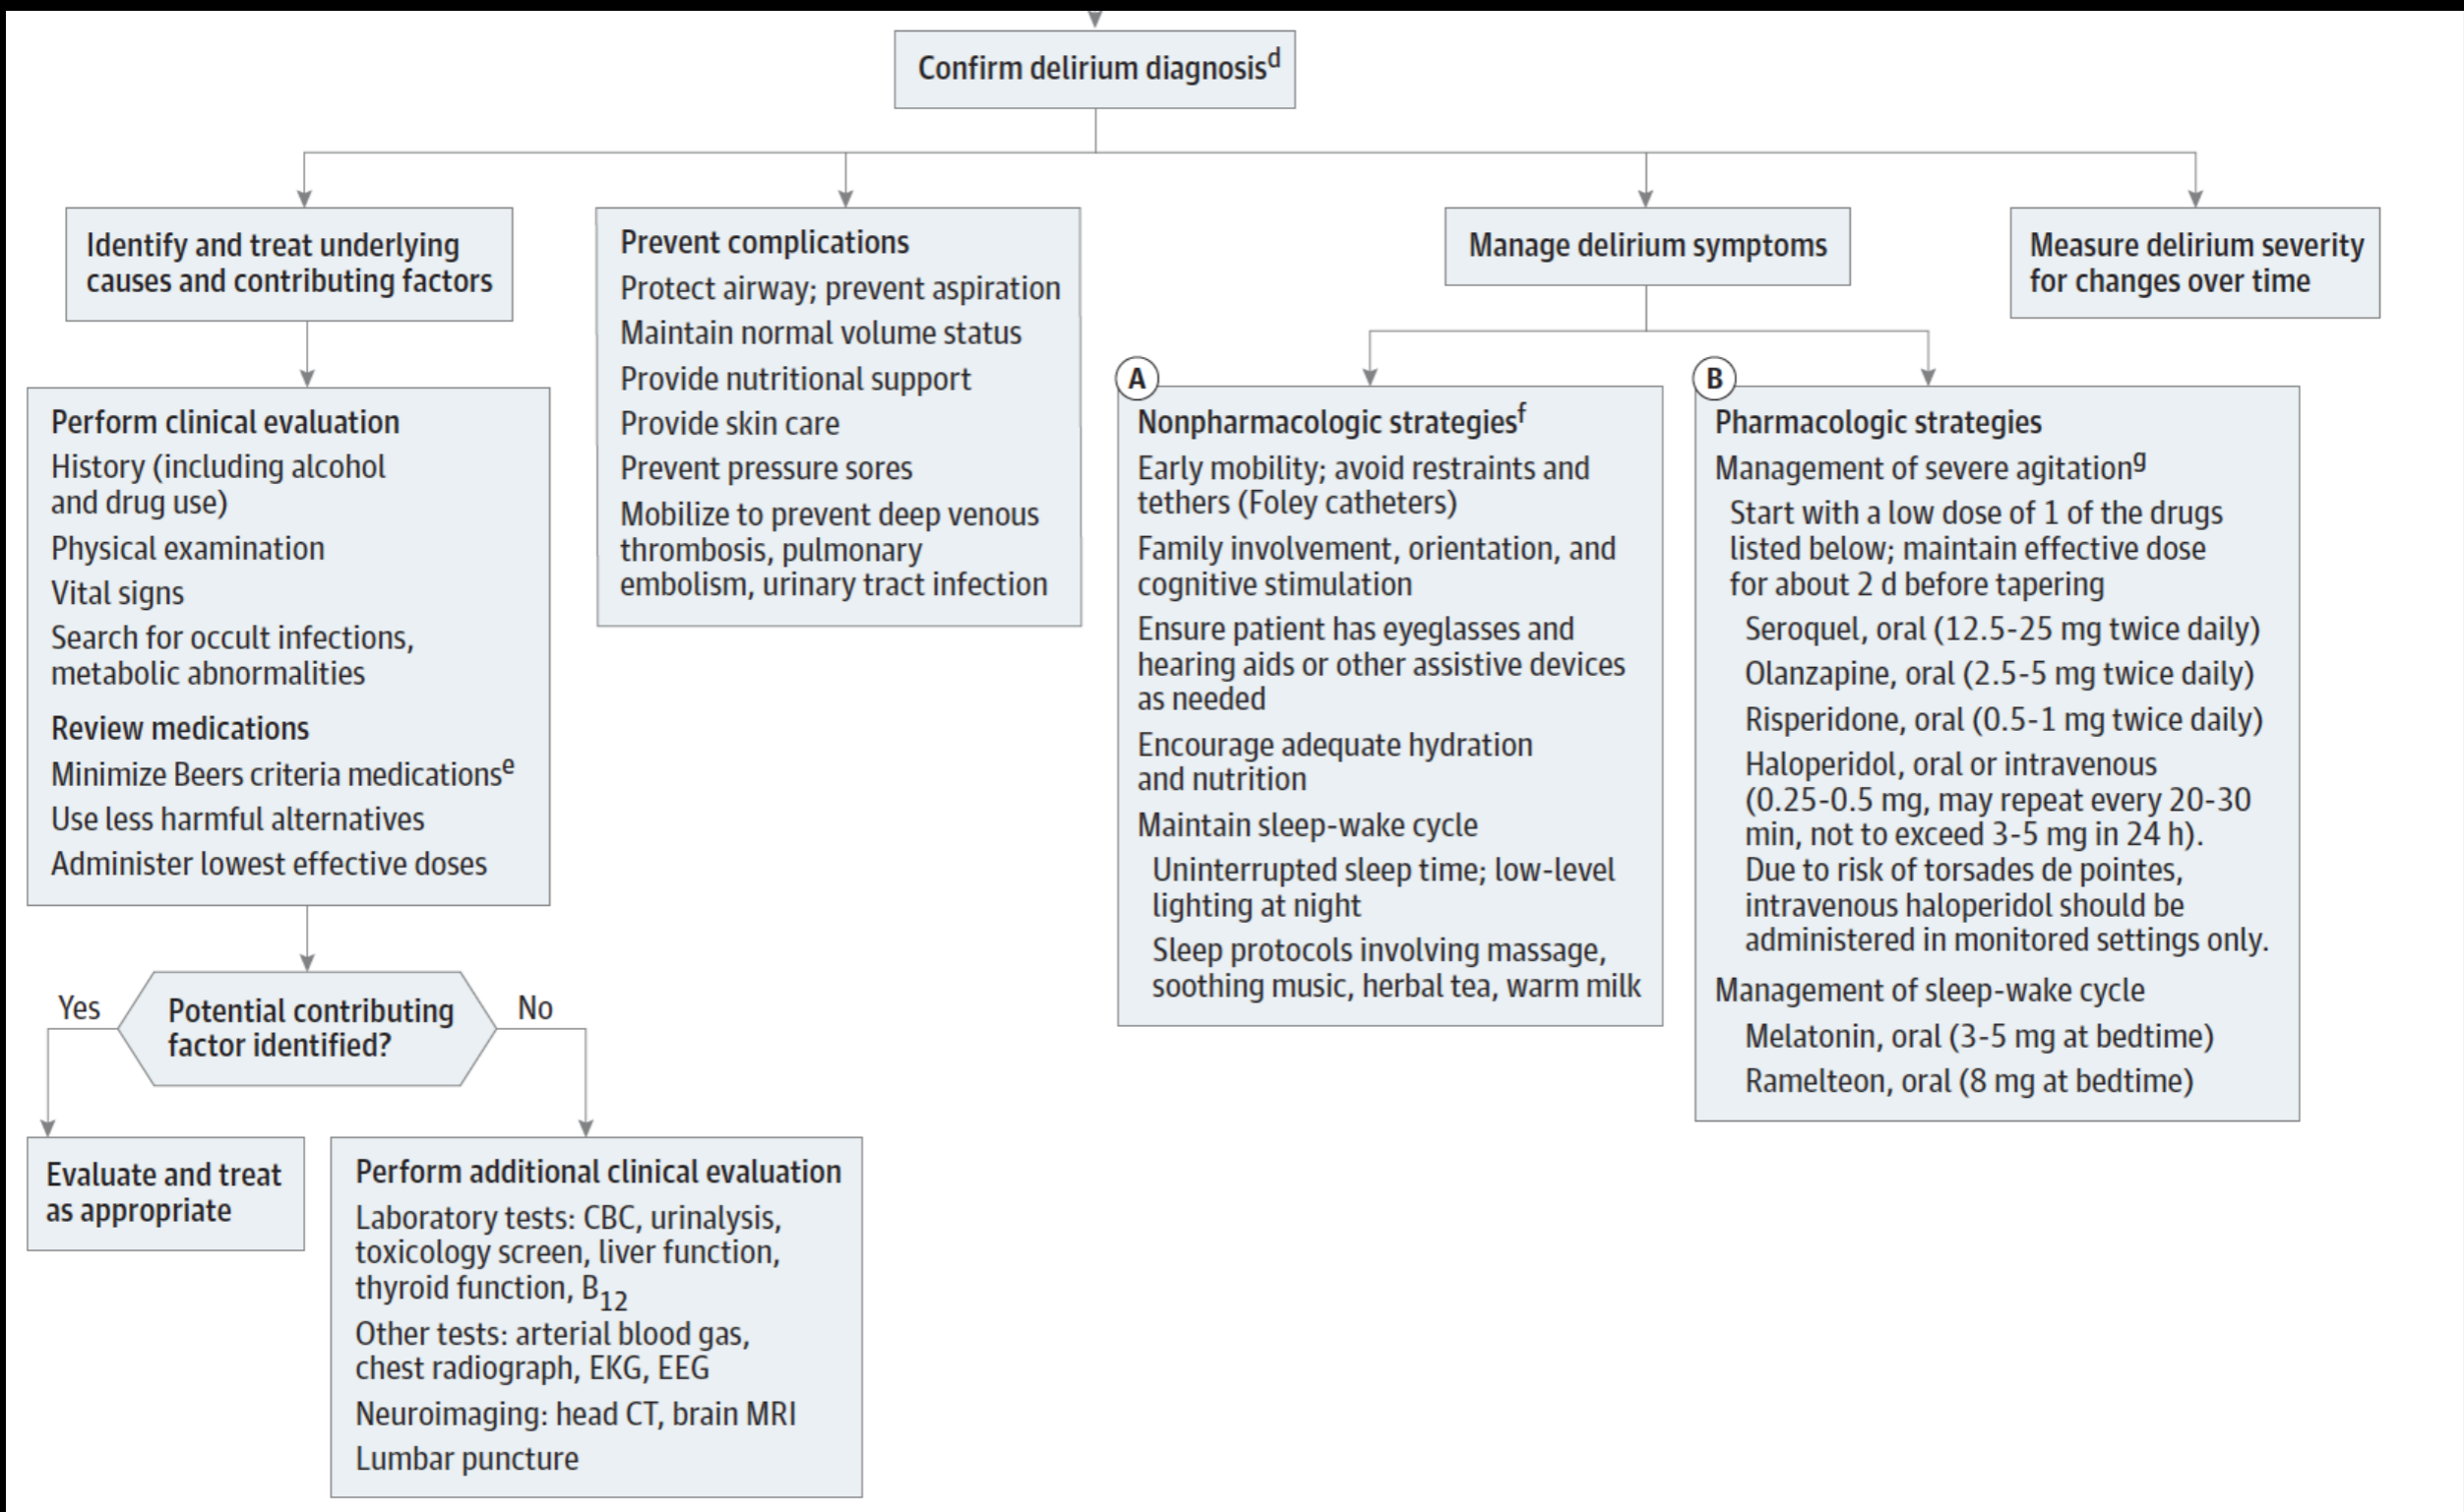 Confirm delirium diagnosisd
Identify and treat underlying
causes and contributing factors
Perform clinical evaluation
History (including alcohol
and drug use)
Physical examination
Vital signs
Search for occult infections,
metabolic abnormalities
Review medications
Minimize Beers criteria medicationse
Use less harmful alternatives
Administer lowest effective doses
Potential contributing
factor identified?
Yes
No
Evaluate and treat
as appropriate
Perform additional clinical evaluation
Laboratory tests: CBC, urinalysis,
toxicology screen, liver function,
thyroid function, B12
Other tests: arterial blood gas,
chest radiograph, EKG, EEG
Neuroimaging: head CT, brain MRI
Lumbar puncture
Prevent complications
Protect airway; prevent aspiration
Maintain normal volume status
Provide nutritional support
Provide skin care
Prevent pressure sores
Mobilize to prevent deep venous
thrombosis, pulmonary
embolism, urinary tract infection
Manage delirium symptoms
A
Nonpharmacologic strategiesf
Early mobility; avoid restraints and
tethers (Foley catheters)
Family involvement, orientation, and
cognitive stimulation
Ensure patient has eyeglasses and
hearing aids or other assistive devices
as needed
Encourage adequate hydration
and nutrition
Maintain sleep-wake cycle
Uninterrupted sleep time; low-level
lighting at night
Sleep protocols involving massage,
soothing music, herbal tea, warm milk
B
Pharmacologic strategies
Management of severe agitationg
Start with a low dose of 1 of the drugs
listed below; maintain effective dose
for about 2 d before tapering
Seroquel, oral (12.5-25 mg twice daily)
Olanzapine, oral (2.5-5 mg twice daily)
Risperidone, oral (0.5-1 mg twice daily)
Haloperidol, oral or intravenous
(0.25-0.5 mg, may repeat every 20-30
min, not to exceed 3-5 mg in 24 h).
Due to risk of torsades de pointes,
intravenous haloperidol should be
administered in monitored settings only.
Management of sleep-wake cycle
Melatonin, oral (3-5 mg at bedtime)
Ramelteon, oral (8 mg at bedtime)
Measure delirium severity
for changes over time